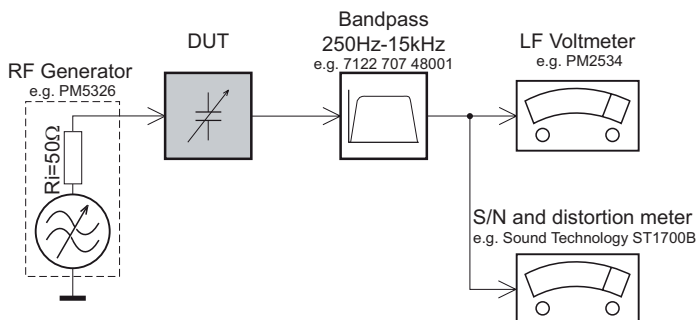 Bandpass
DUT
250Hz-15kHz
LF Voltmeter
e.g. 7122 707 48001
e.g. PM2534
RF Generator
e.g. PM5326
Ri=50Ω
S/N and distortion meter
e.g. Sound Technology ST1700B